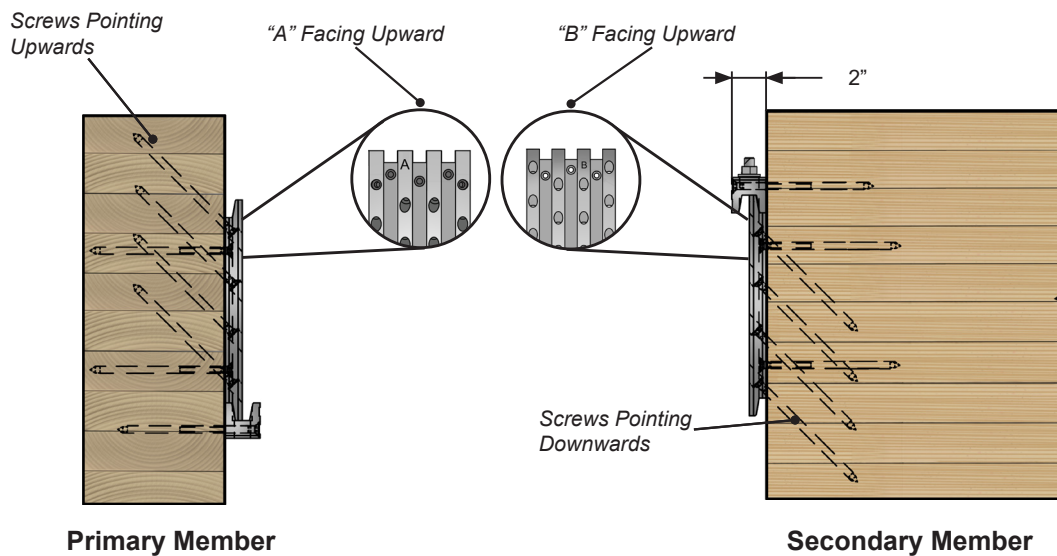 Screws Pointing
Upwards
“A” Facing Upward
“B” Facing Upward
2”
A
B
Screws Pointing
Downwards
Primary Member
Secondary Member